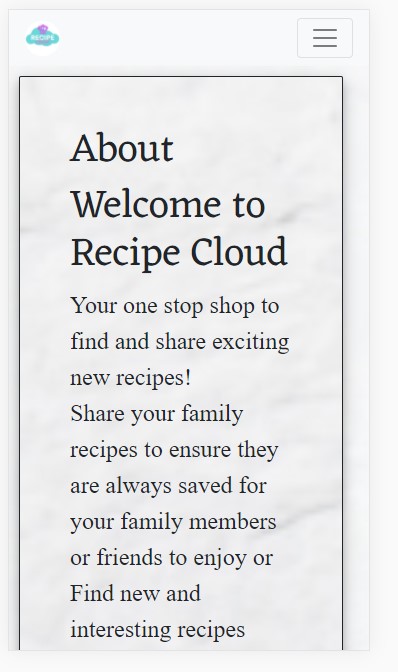 RECIPE
About
Welcome to
Recipe Cloud
Your one stop shop to
find and share exciting
new recipes!
Share your family
recipes to ensure they
are always saved for
your family members
or friends to enjoy or
Find new and
interesting recipes